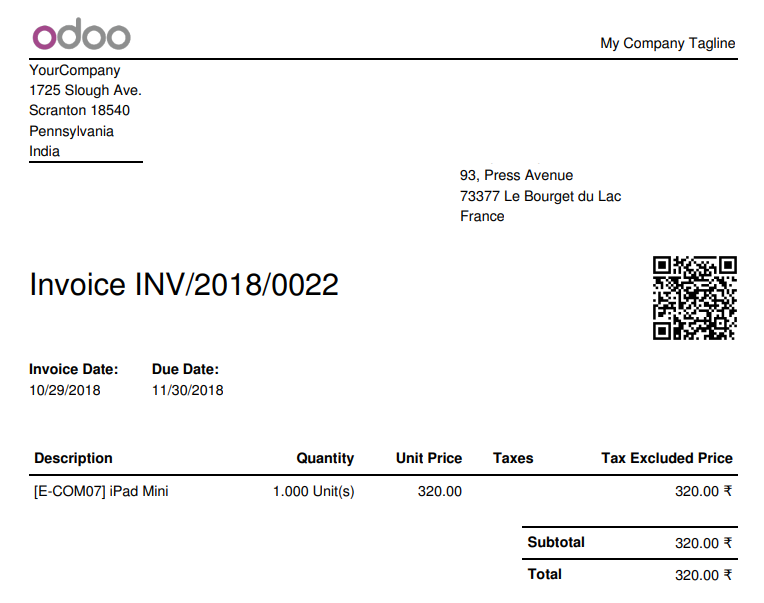 odoo
My Company Tagline
YourCompany
1725 Slough Ave.
Scranton 18540
Pennsylvania
India
93, Press Avenue
73377 Le Bourget du Lac
France
Invoice INV/2018/0022
Invoice Date: Due Date:
10/29/2018 11/30/2018
Description Quantity Unit Price Taxes Tax Excluded Price
[E-COM07] iPad Mini 1.000 Unit(s) 320.00 320.00 ₹
Subtotal 320.00 ₹
Total 320.00 ₹